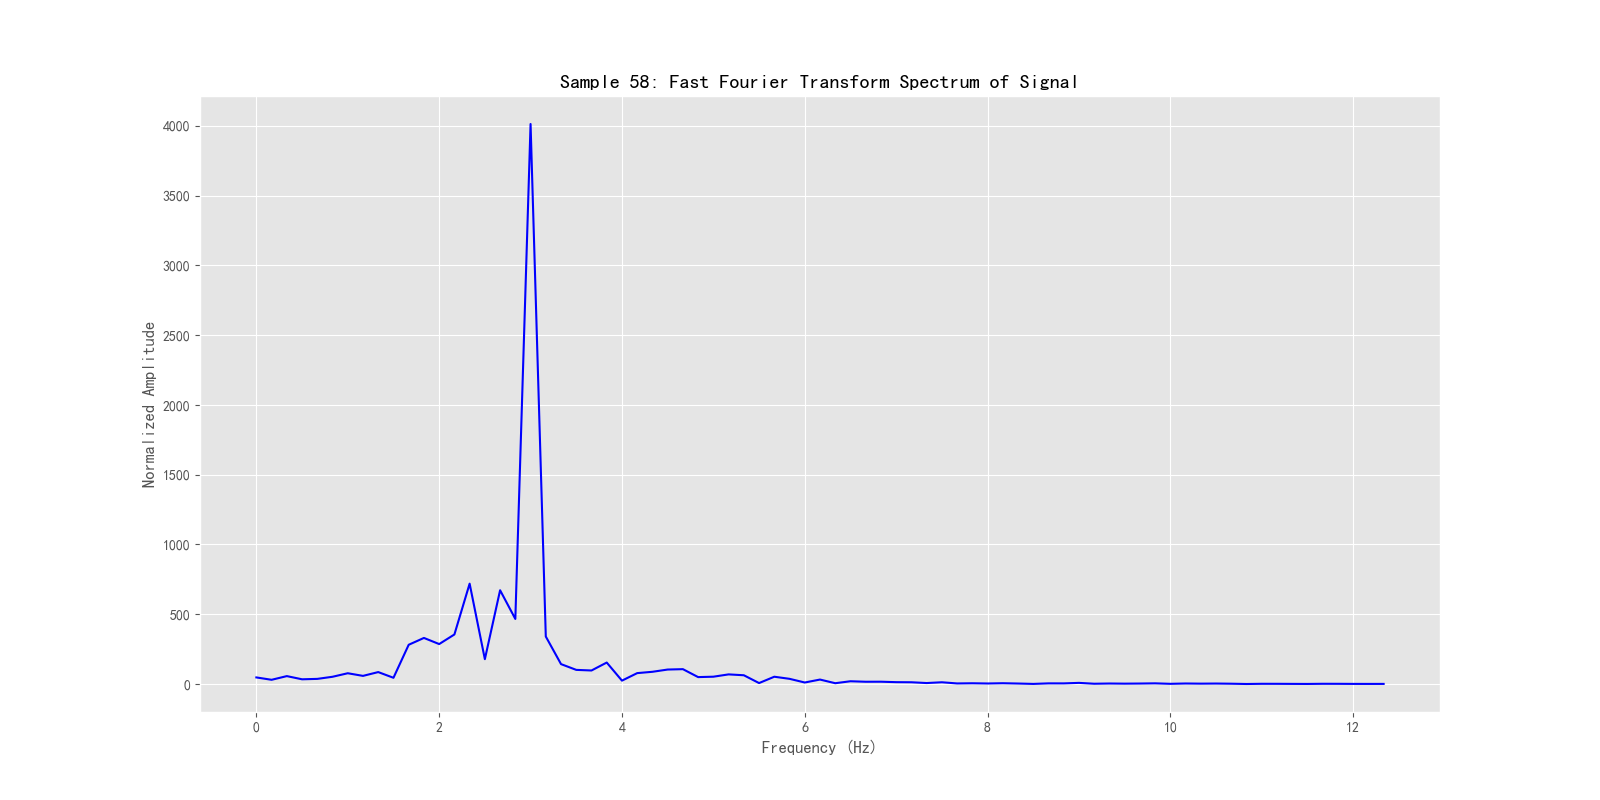 Sample 58: Fast Fourier Transform Spectrum of Signal
4000
3500
3000
2500
2000
1500
1000
500
0
Normalized Amplitude
0 2 4 6 8 10 12
Frequency (Hz)